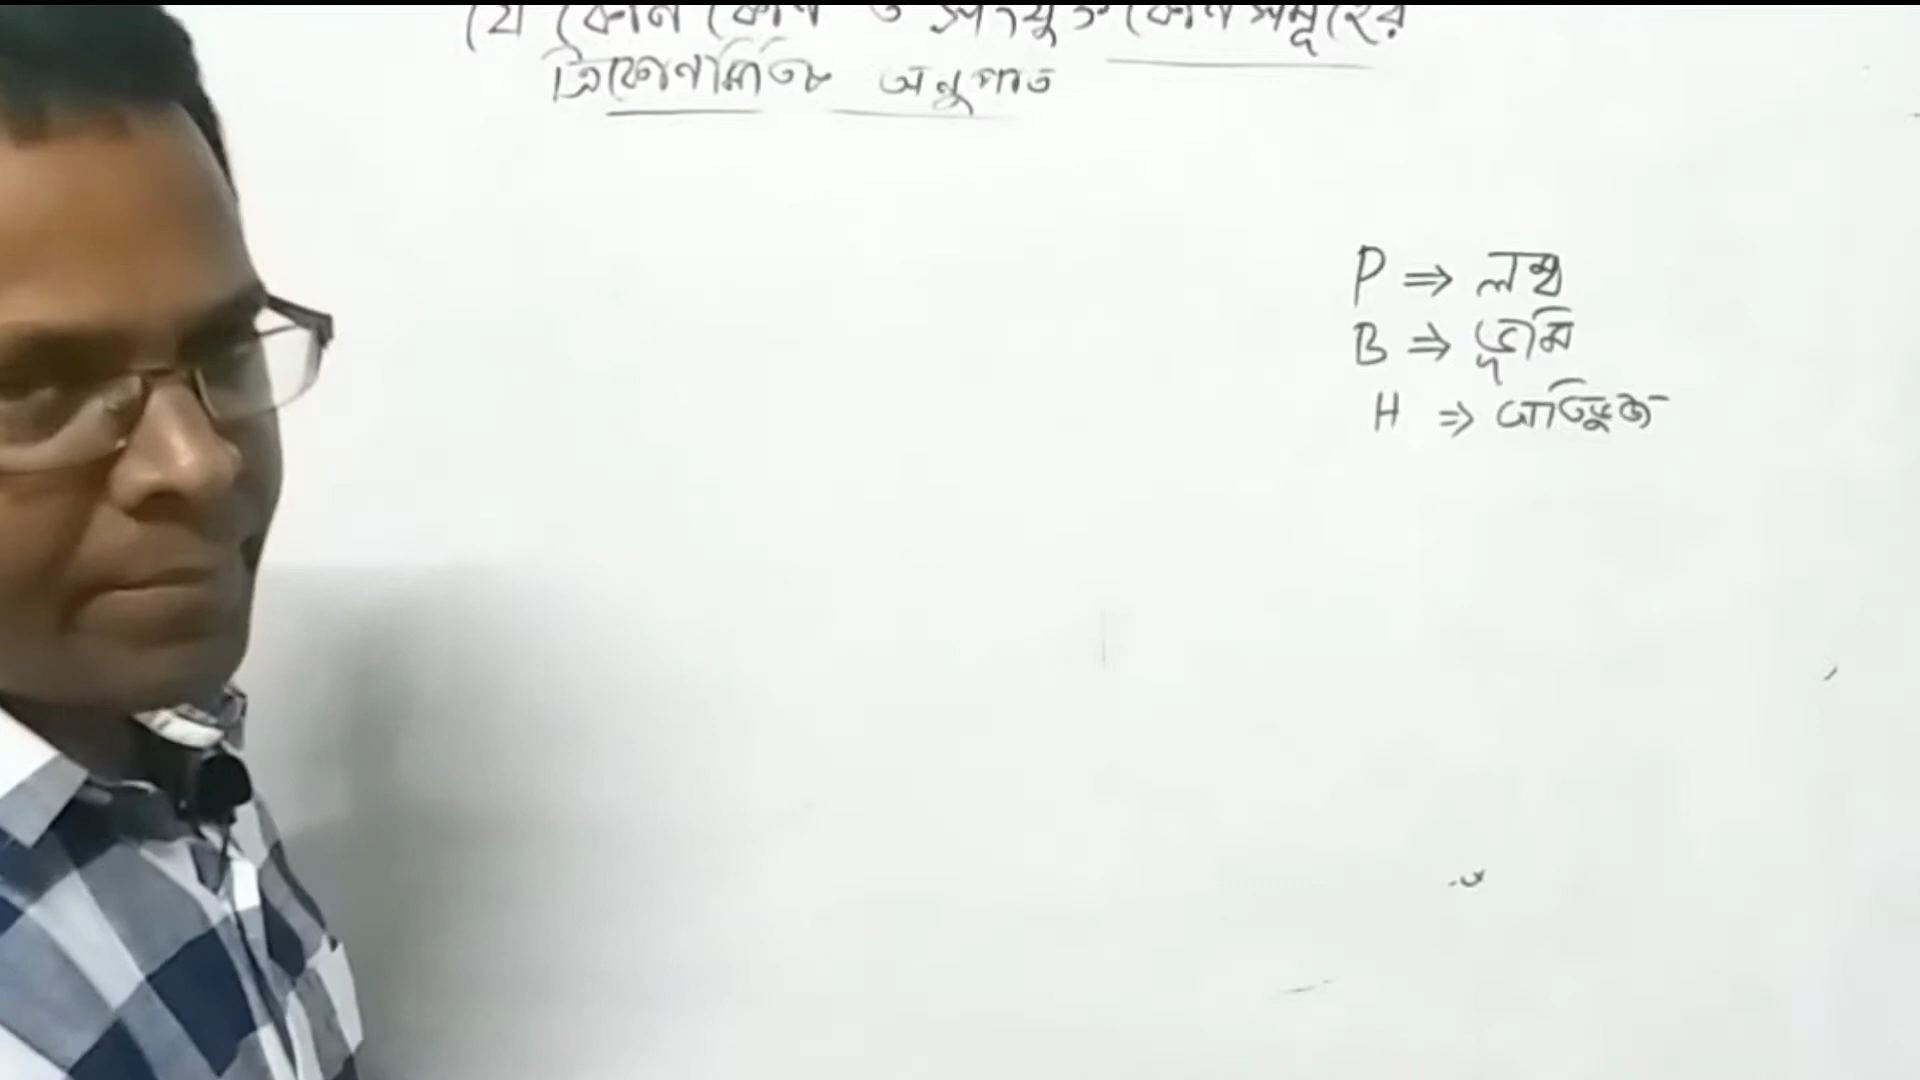 যে কোন কোণ ও সংযুক্ত কোণ সমূহের
ত্রিকোণমিতিক অনুপাত
P ⇒ লম্ব
B ⇒ ভূমি
H ⇒ অতিভুজ